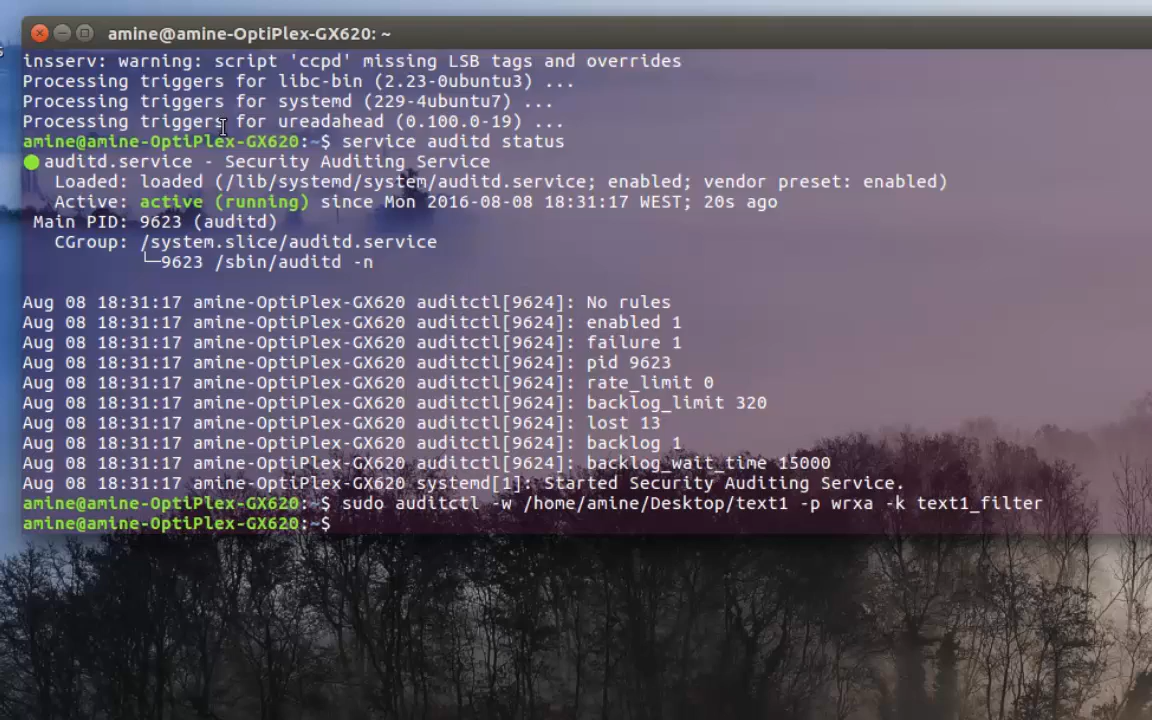 amine@amine-OptiPlex-GX620: ~
insserv: warning: script 'ccpd' missing LSB tags and overrides
Processing triggers for libc-bin (2.23-0ubuntu3) ...
Processing triggers for systemd (229-4ubuntu7) ...
Processing triggers for ureadahead (0.100.0-19) ...
amine@amine-OptiPlex-GX620:~$ service auditd status
● auditd.service - Security Auditing Service
   Loaded: loaded (/lib/systemd/system/auditd.service; enabled; vendor preset: enabled)
   Active: active (running) since Mon 2016-08-08 18:31:17 WEST; 20s ago
 Main PID: 9623 (auditd)
   CGroup: /system.slice/auditd.service
           └─9623 /sbin/auditd -n
Aug 08 18:31:17 amine-OptiPlex-GX620 auditctl[9624]: No rules
Aug 08 18:31:17 amine-OptiPlex-GX620 auditctl[9624]: enabled 1
Aug 08 18:31:17 amine-OptiPlex-GX620 auditctl[9624]: failure 1
Aug 08 18:31:17 amine-OptiPlex-GX620 auditctl[9624]: pid 9623
Aug 08 18:31:17 amine-OptiPlex-GX620 auditctl[9624]: rate_limit 0
Aug 08 18:31:17 amine-OptiPlex-GX620 auditctl[9624]: backlog_limit 320
Aug 08 18:31:17 amine-OptiPlex-GX620 auditctl[9624]: lost 13
Aug 08 18:31:17 amine-OptiPlex-GX620 auditctl[9624]: backlog 1
Aug 08 18:31:17 amine-OptiPlex-GX620 auditctl[9624]: backlog_wait_time 15000
Aug 08 18:31:17 amine-OptiPlex-GX620 systemd[1]: Started Security Auditing Service.
amine@amine-OptiPlex-GX620:~$ sudo auditctl -w /home/amine/Desktop/text1 -p wrxa -k text1_filter
amine@amine-OptiPlex-GX620:~$